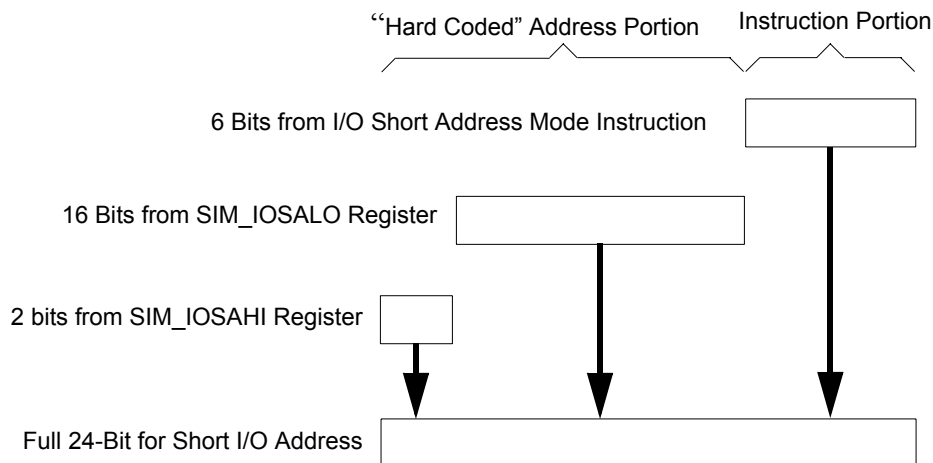 “Hard Coded” Address Portion
Instruction Portion
6 Bits from I/O Short Address Mode Instruction
16 Bits from SIM_IOSALO Register
2 bits from SIM_IOSAHI Register
Full 24-Bit for Short I/O Address